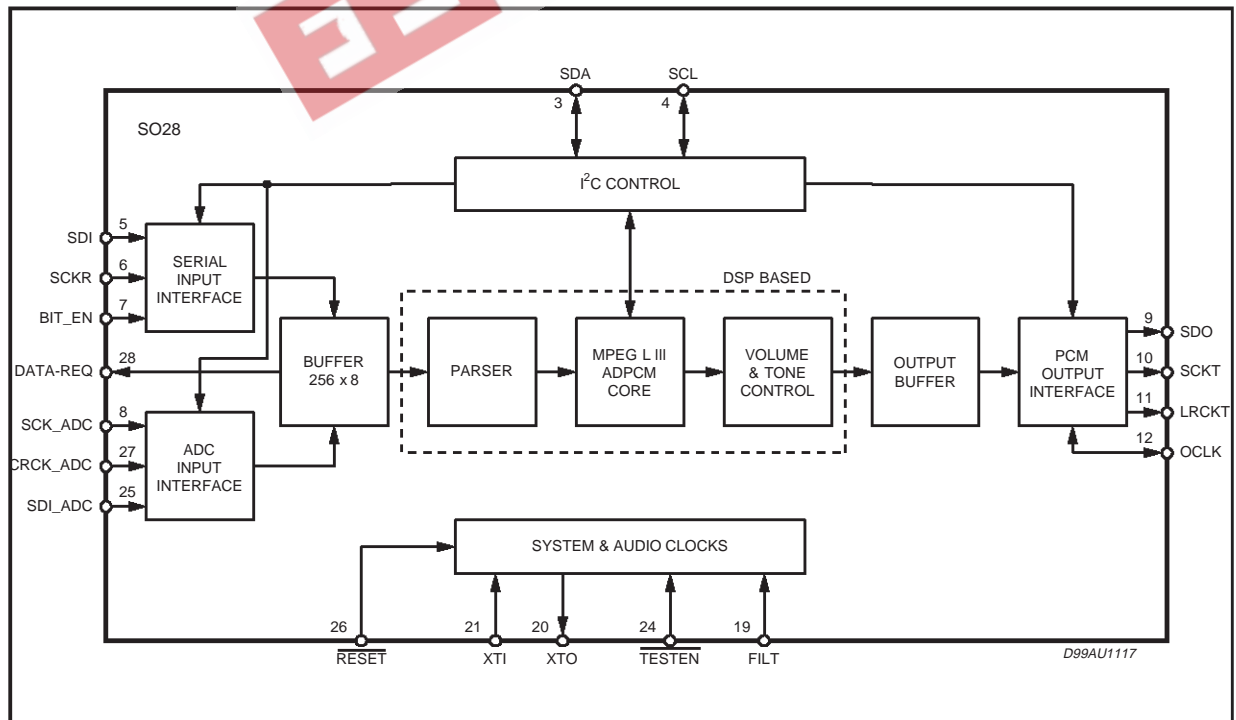 SDA SCL
3 4
SO28
I²C CONTROL
SDI 5
SCKR 6
BIT_EN 7
SERIAL
INPUT
INTERFACE
DSP BASED
DATA-REQ 28
BUFFER
256 x 8
PARSER
MPEG L III
ADPCM
CORE
VOLUME
& TONE
CONTROL
OUTPUT
BUFFER
PCM
OUTPUT
INTERFACE
9 SDO
10 SCKT
11 LRCKT
12 OCLK
SCK_ADC 8
CRCK_ADC 27
SDI_ADC 25
ADC
INPUT
INTERFACE
SYSTEM & AUDIO CLOCKS
26 21 20 24 19
RESET XTI XTO TESTEN FILT
D99AU1117